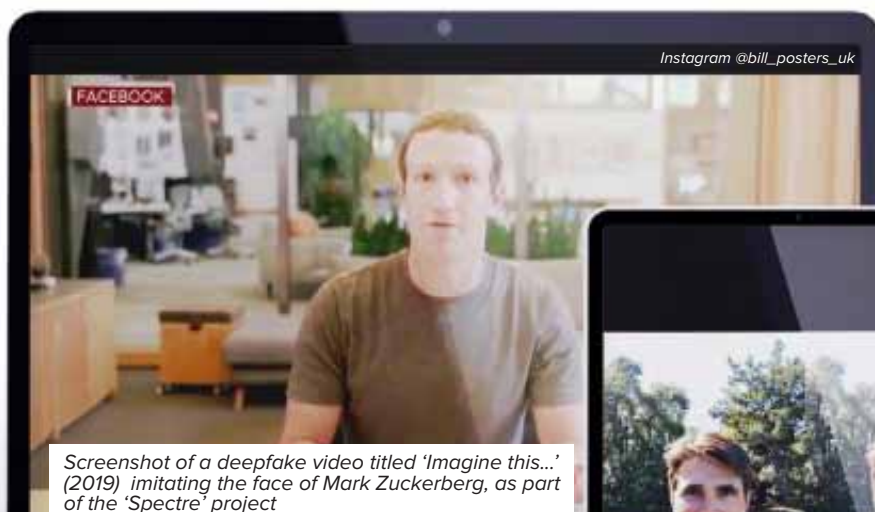 Instagram @bill_posters_uk
FACEBOOK
Screenshot of a deepfake video titled ‘Imagine this...’
(2019) imitating the face of Mark Zuckerberg, as part
of the ‘Spectre’ project